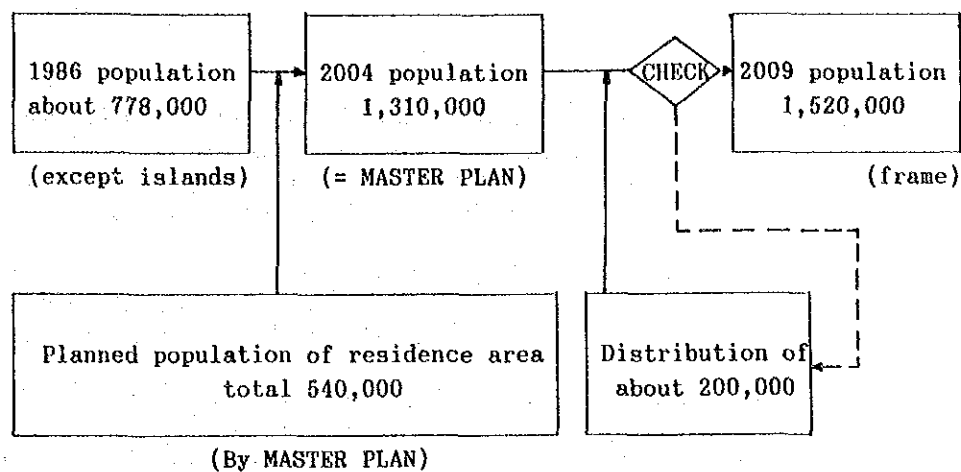 1986 population
about 778,000
(except islands)
2004 population
1,310,000
(= MASTER PLAN)
CHECK
2009 population
1,520,000
(frame)
Planned population of residence area
total 540,000
(By MASTER PLAN)
Distribution of
about 200,000